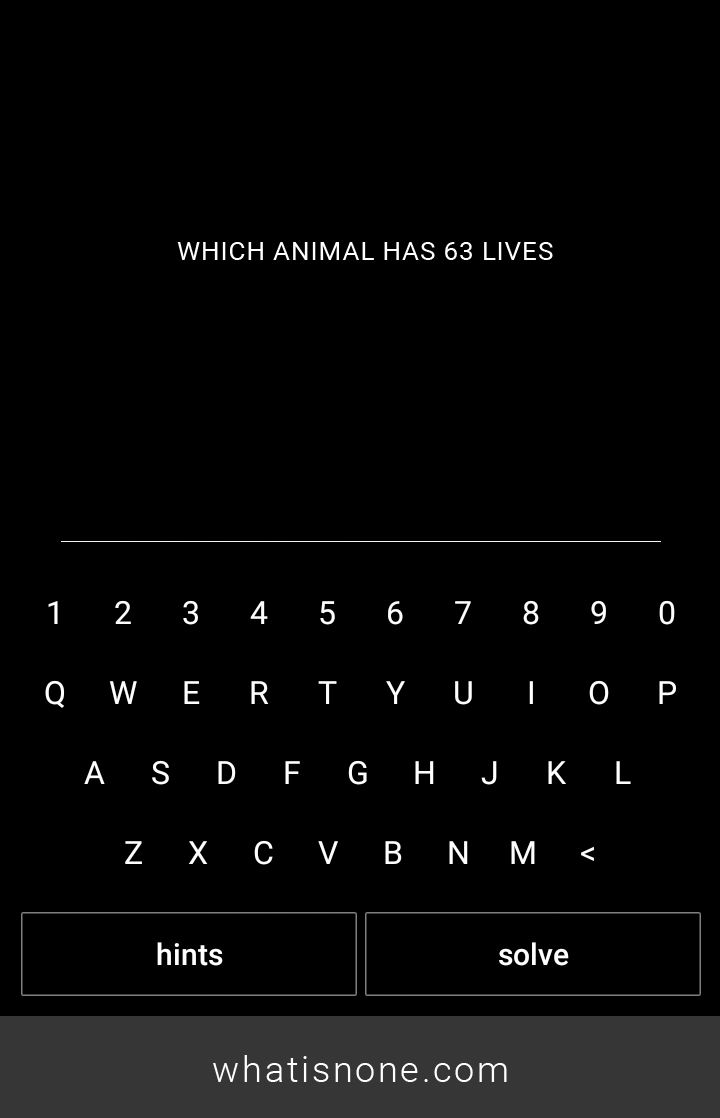 WHICH ANIMAL HAS 63 LIVES
1 2 3 4 5 6 7 8 9 0
Q W E R T Y U I O P
A S D F G H J K L
Z X C V B N M <
hints solve
whatisnone.com